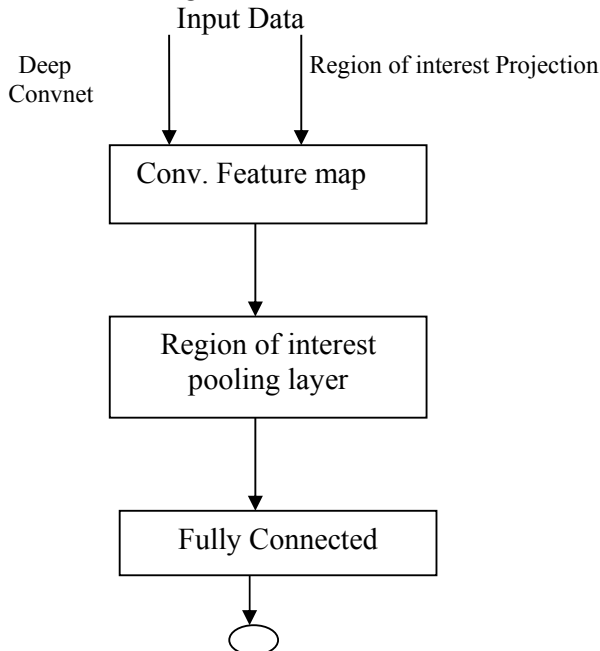 Input Data
Deep
Convnet
Region of interest Projection
Conv. Feature map
Region of interest
pooling layer
Fully Connected